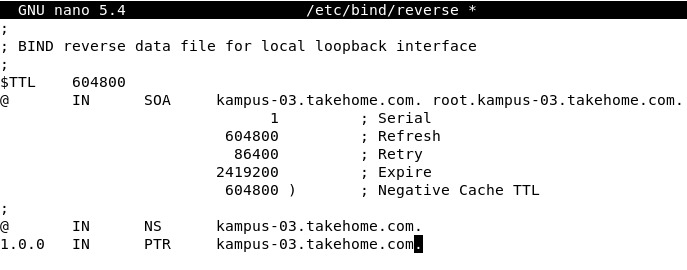 GNU nano 5.4                    /etc/bind/reverse *
;
; BIND reverse data file for local loopback interface
;
$TTL    604800
@       IN      SOA     kampus-03.takehome.com. root.kampus-03.takehome.com.
                              1         ; Serial
                         604800         ; Refresh
                          86400         ; Retry
                        2419200         ; Expire
                         604800 )       ; Negative Cache TTL
;
@       IN      NS      kampus-03.takehome.com.
1.0.0   IN      PTR     kampus-03.takehome.com.